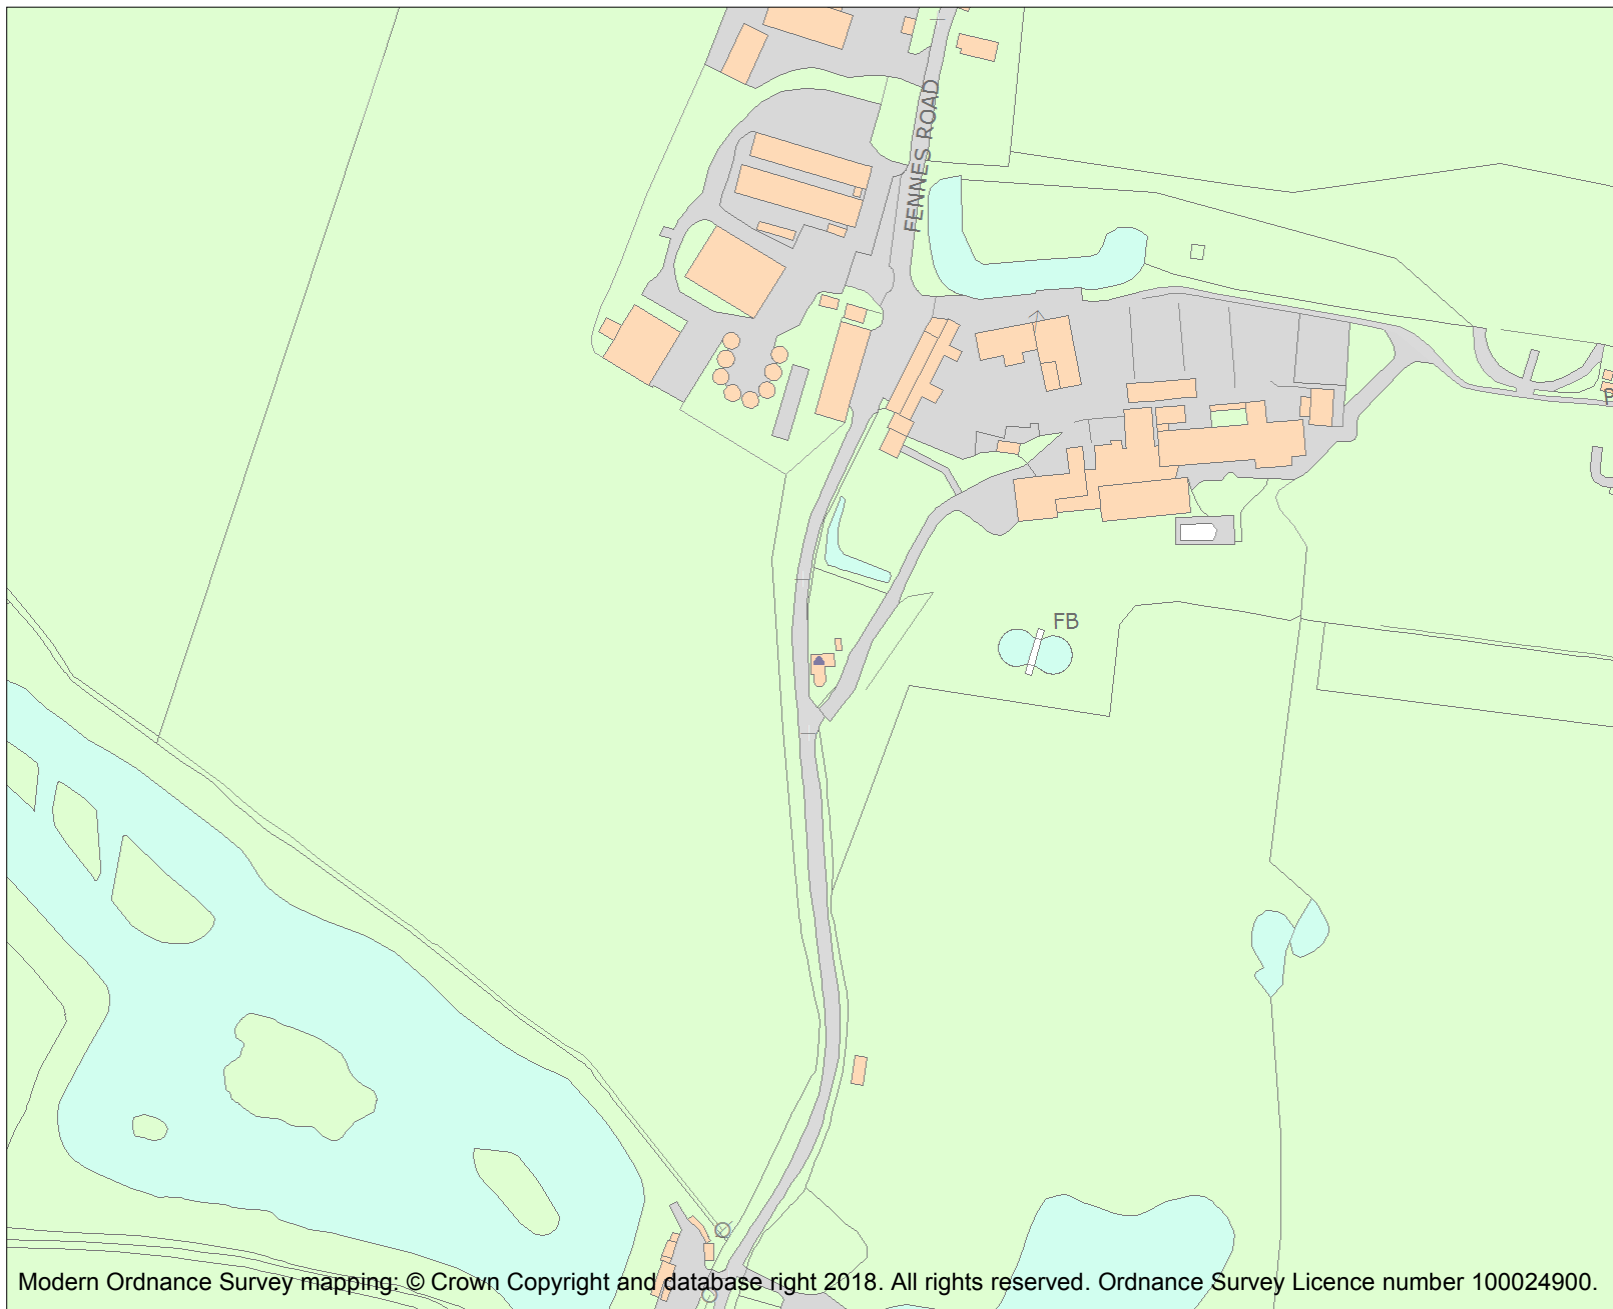 FENNES ROAD
P
FB
Modern Ordnance Survey mapping: © Crown Copyright and database right 2018. All rights reserved. Ordnance Survey Licence number 100024900.